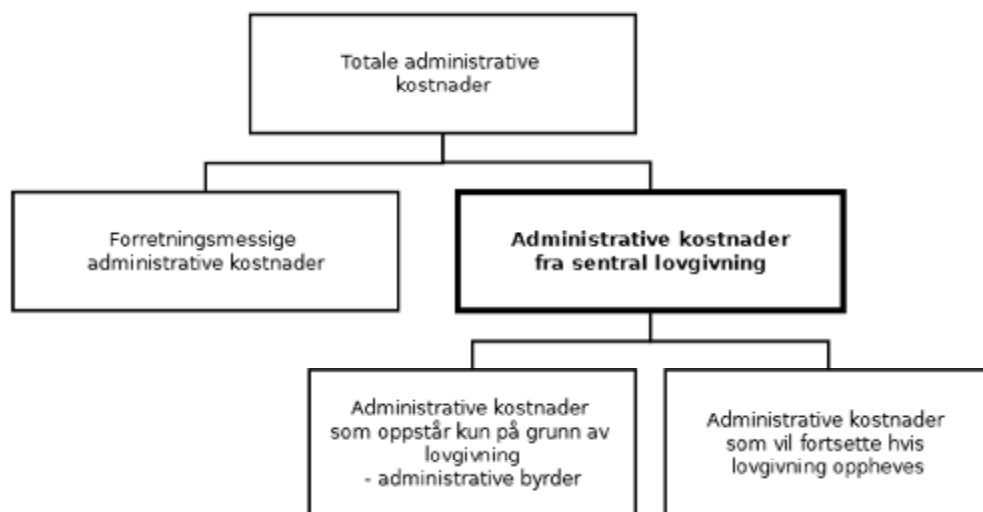 Totale administrative
kostnader
Forretningsmessige
administrative kostnader
Administrative kostnader
fra sentral lovgivning
Administrative kostnader
som oppstår kun på grunn av
lovgivning
- administrative byrder
Administrative kostnader
som vil fortsette hvis
lovgivning oppheves